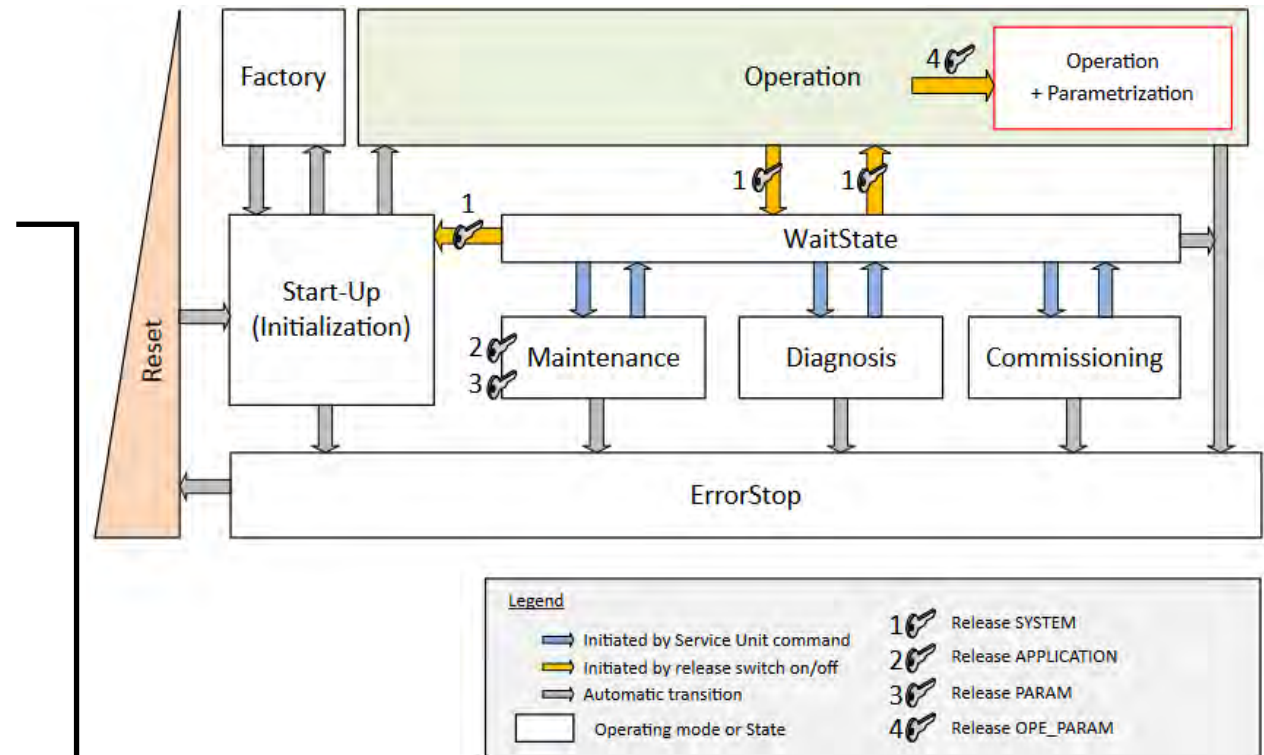 Factory
Operation
4
Operation
+ Parametrization
1
1
1
WaitState
Start-Up
(Initialization)
Reset
2
3
Maintenance
Diagnosis
Commissioning
ErrorStop
Legend
Initiated by Service Unit command
Initiated by release switch on/off
Automatic transition
Operating mode or State
1 Release SYSTEM
2 Release APPLICATION
3 Release PARAM
4 Release OPE_PARAM